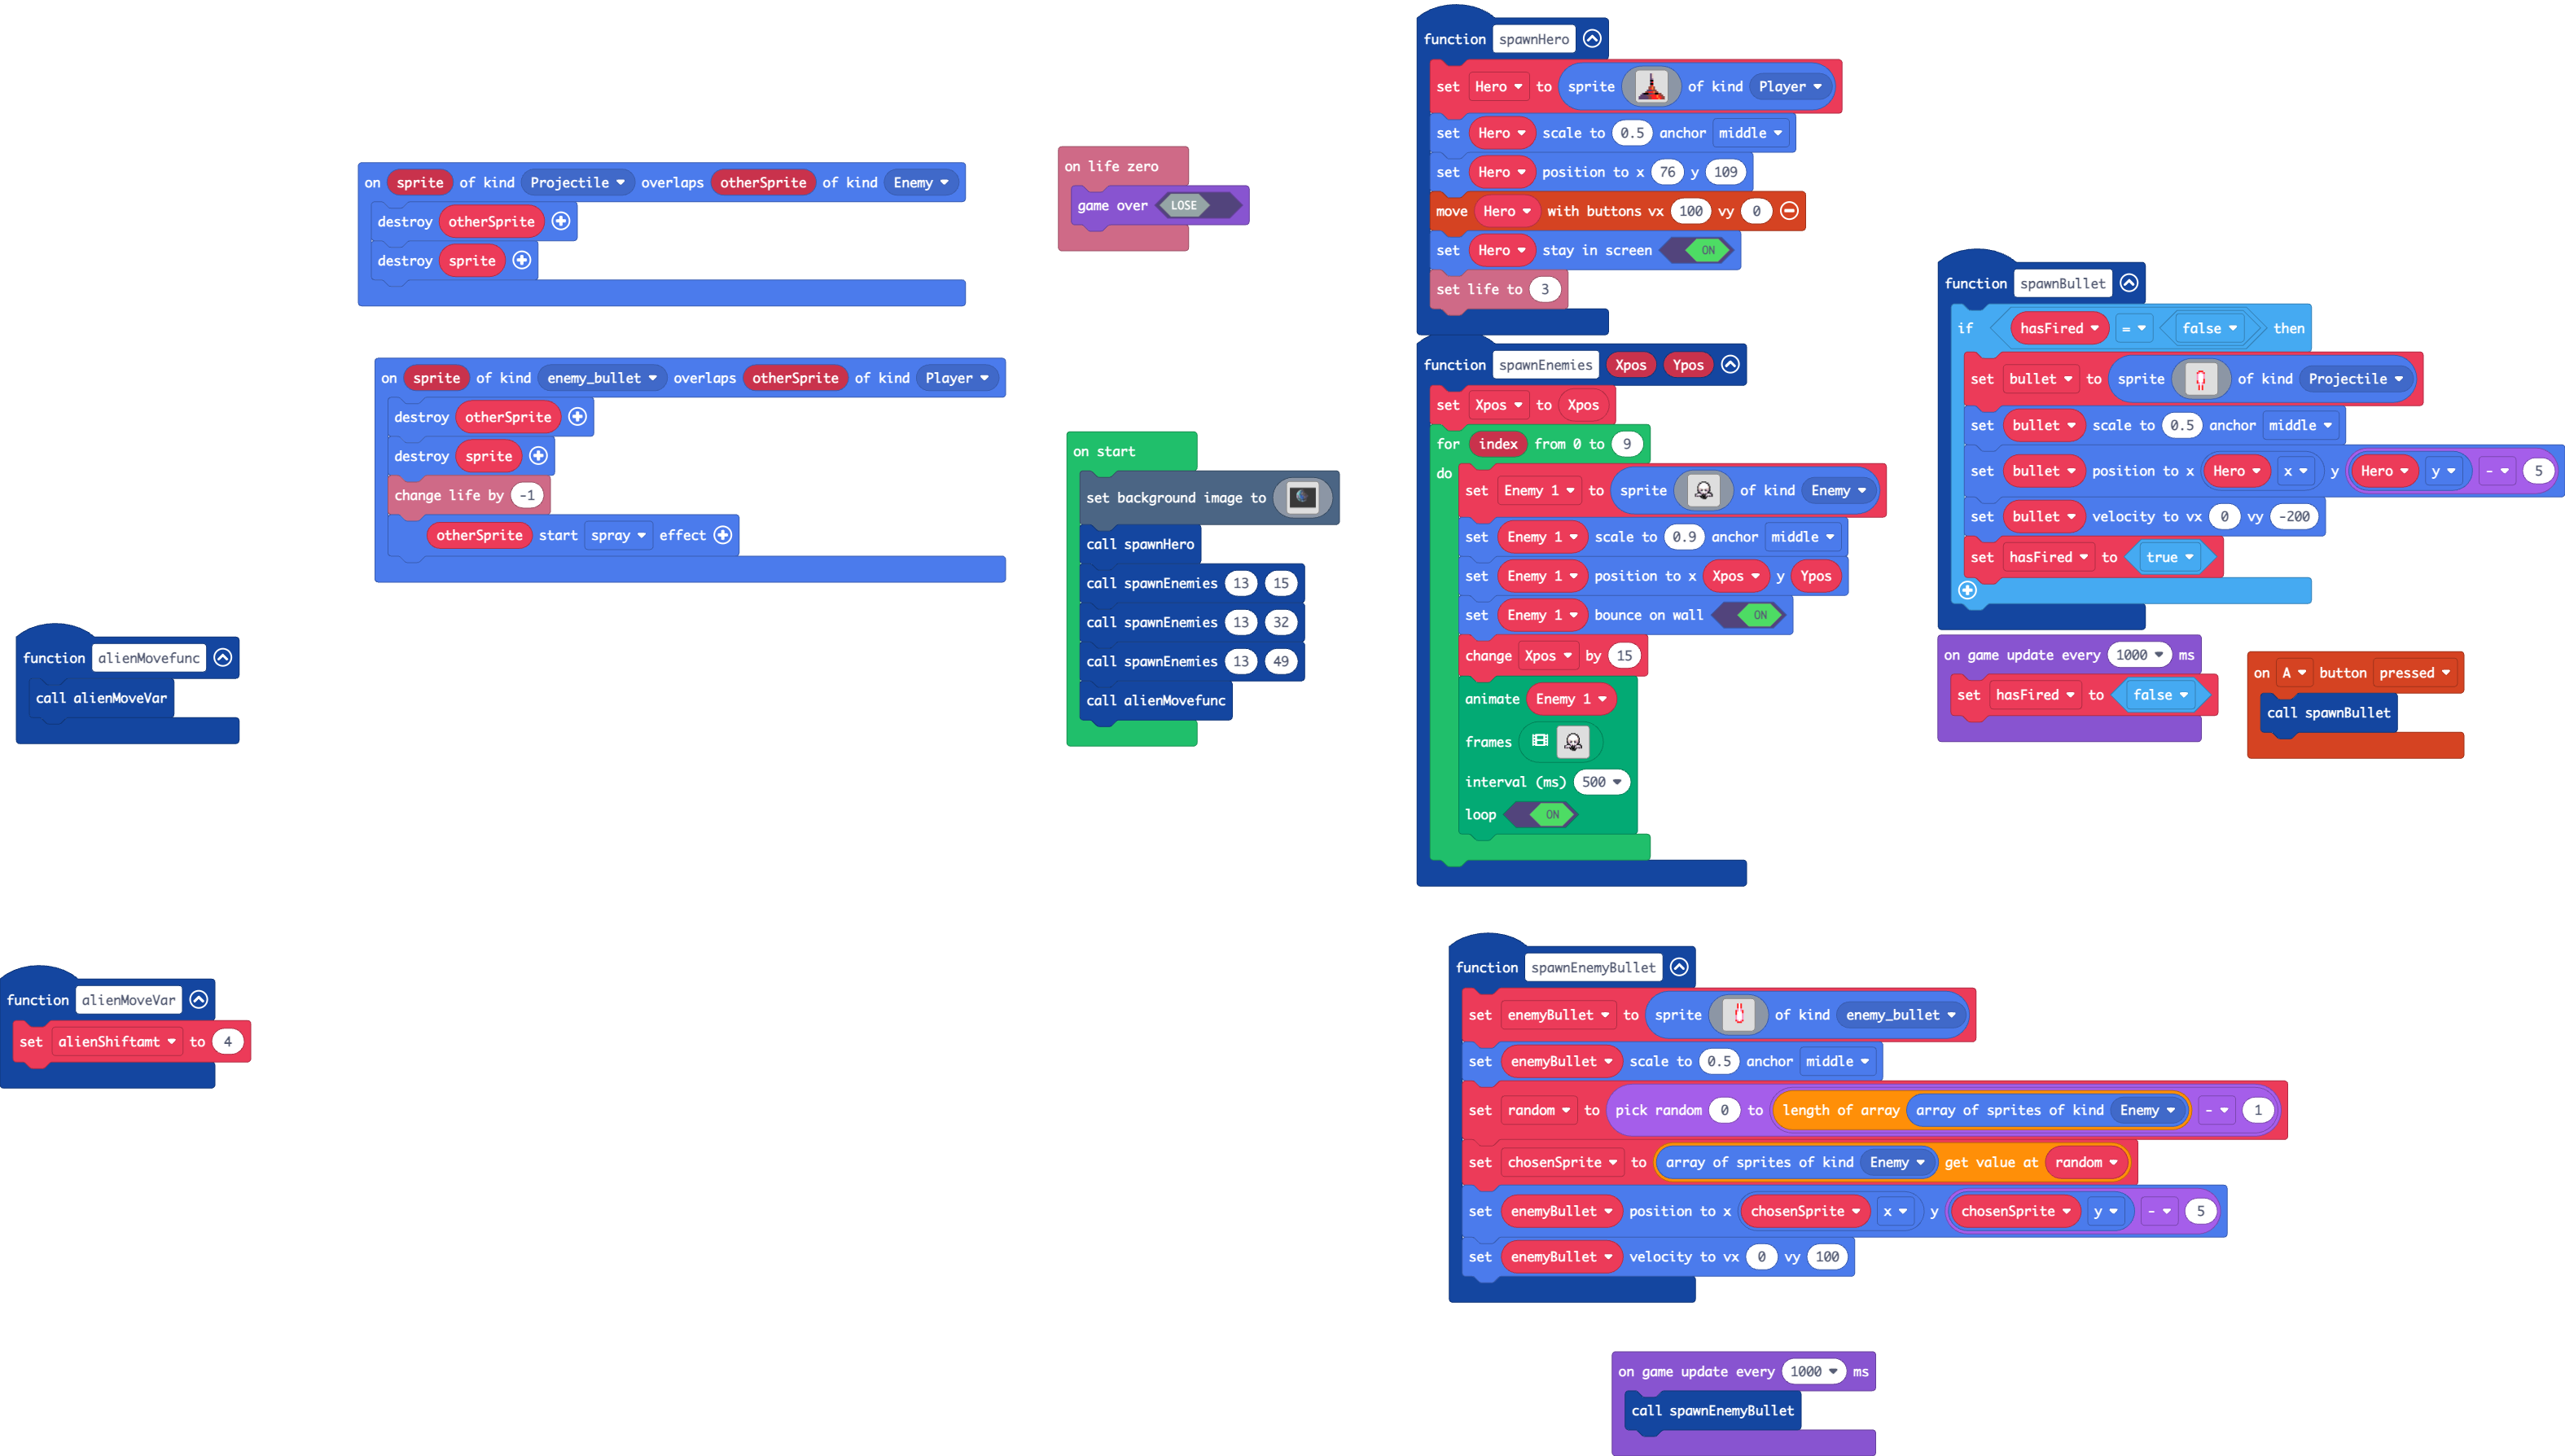 on sprite of kind Projectile overlaps otherSprite of kind Enemy
destroy otherSprite
destroy sprite
on sprite of kind enemy_bullet overlaps otherSprite of kind Player
destroy otherSprite
destroy sprite
change life by -1
otherSprite start spray effect
function alienMovefunc
call alienMoveVar
function alienMoveVar
set alienShiftamt to 4
on life zero
game over LOSE
on start
set background image to
call spawnHero
call spawnEnemies 13 15
call spawnEnemies 13 32
call spawnEnemies 13 49
call alienMovefunc
function spawnHero
set Hero to sprite of kind Player
set Hero scale to 0.5 anchor middle
set Hero position to x 76 y 109
move Hero with buttons vx 100 vy 0
set Hero stay in screen ON
set life to 3
function spawnEnemies Xpos Ypos
set Xpos to Xpos
for index from 0 to 9
do
set Enemy 1 to sprite of kind Enemy
set Enemy 1 scale to 0.9 anchor middle
set Enemy 1 position to x Xpos y Ypos
set Enemy 1 bounce on wall ON
change Xpos by 15
animate Enemy 1
frames
interval (ms) 500
loop ON
function spawnBullet
if hasFired = false then
set bullet to sprite of kind Projectile
set bullet scale to 0.5 anchor middle
set bullet position to x Hero x y Hero y - 5
set bullet velocity to vx 0 vy -200
set hasFired to true
on game update every 1000 ms
set hasFired to false
on A button pressed
call spawnBullet
function spawnEnemyBullet
set enemyBullet to sprite of kind enemy_bullet
set enemyBullet scale to 0.5 anchor middle
set random to pick random 0 to length of array array of sprites of kind Enemy - 1
set chosenSprite to array of sprites of kind Enemy get value at random
set enemyBullet position to x chosenSprite x y chosenSprite y - 5
set enemyBullet velocity to vx 0 vy 100
on game update every 1000 ms
call spawnEnemyBullet